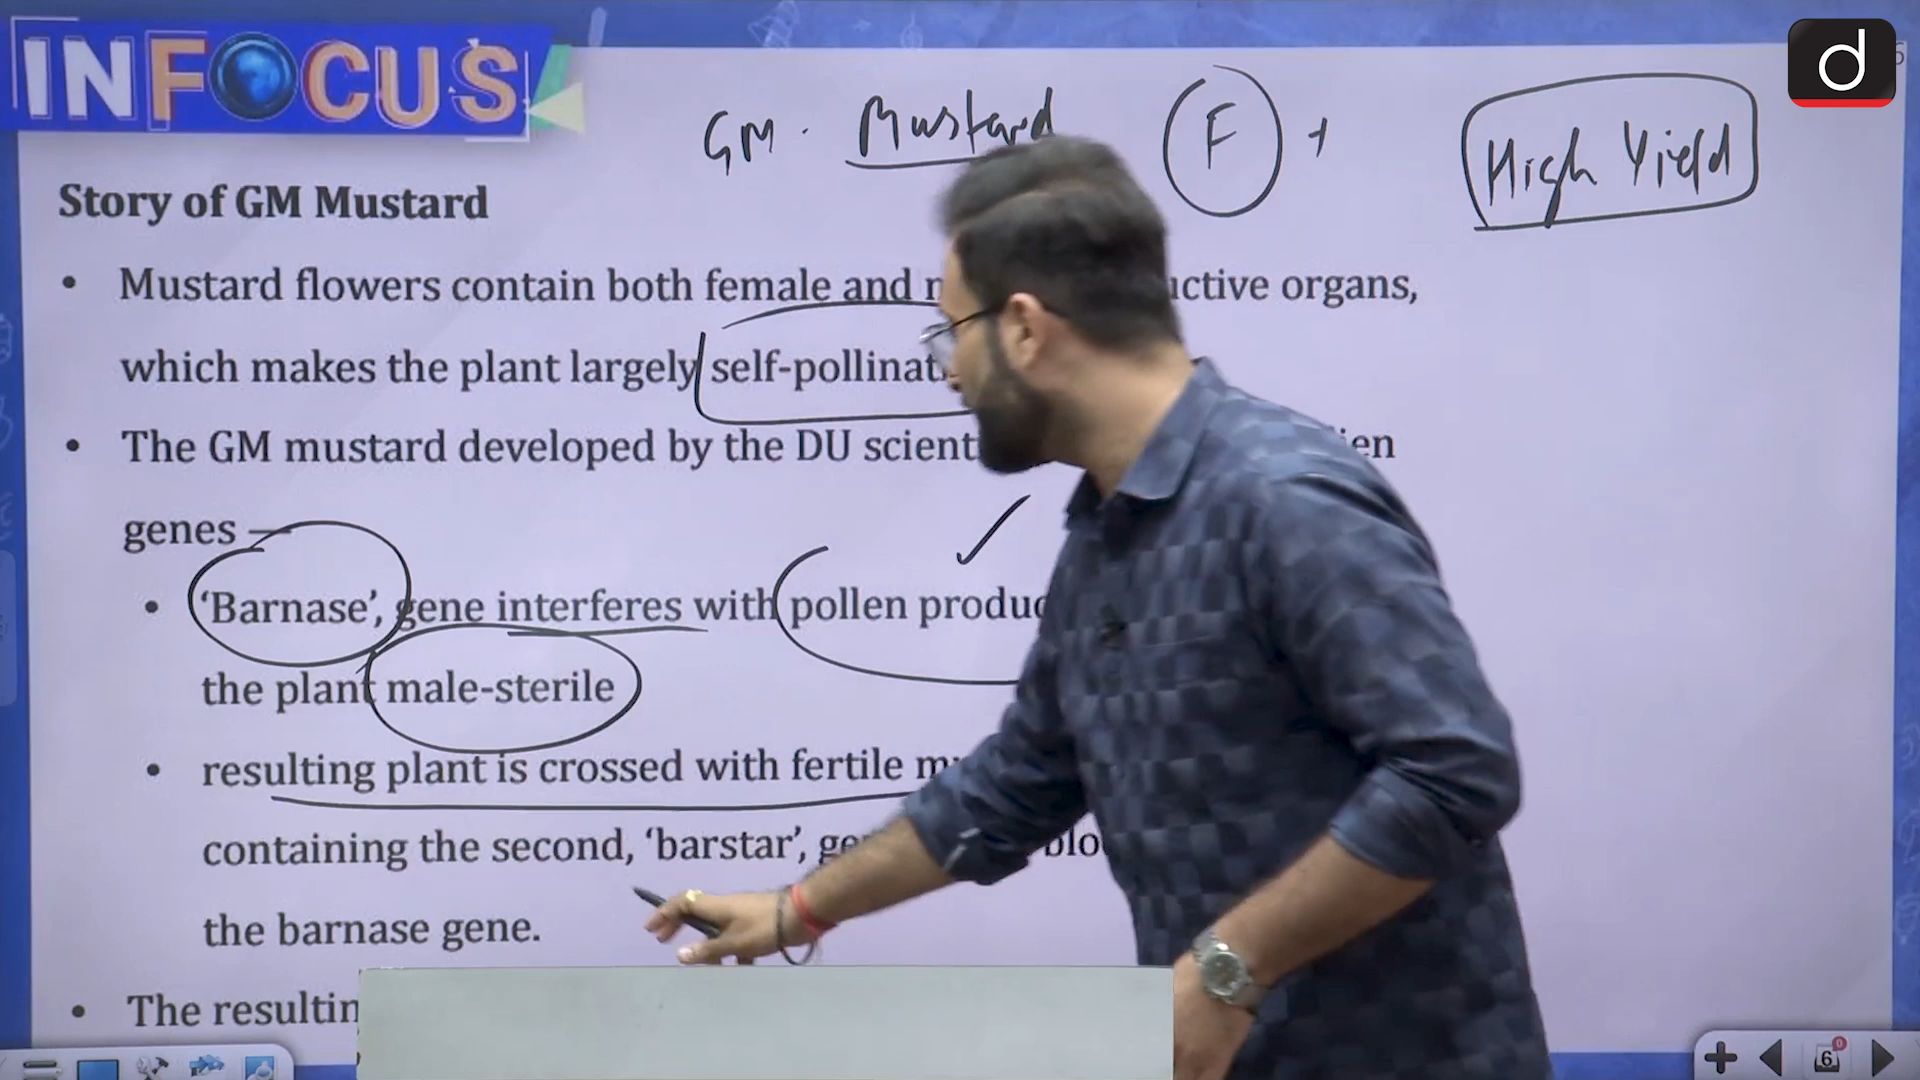 INFOCUS
d
GM. Mustard F + High Yield
Story of GM Mustard
• Mustard flowers contain both female and uctive organs,
which makes the plant largely self-pollinat
• The GM mustard developed by the DU scient ien
genes —
• ‘Barnase’, gene interferes with pollen produc
the plant male-sterile
• resulting plant is crossed with fertile
containing the second, ‘barstar’, ge blo
the barnase gene.
• The resultin
6
0